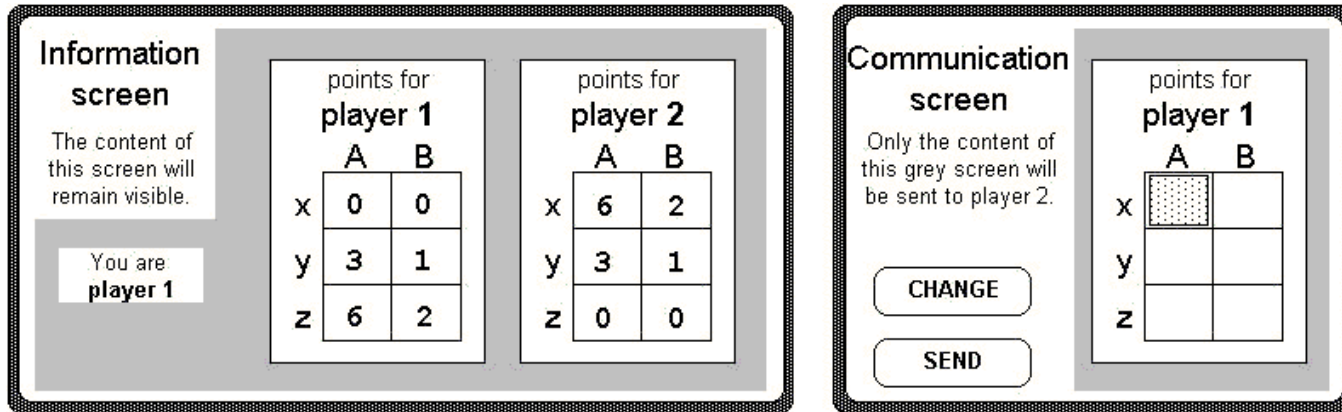 Information
screen
The content of
this screen will
remain visible.
You are
player 1
points for
player 1
A B
x 0 0
y 3 1
z 6 2
points for
player 2
A B
x 6 2
y 3 1
z 0 0
Communication
screen
Only the content of
this grey screen will
be sent to player 2.
CHANGE
SEND
points for
player 1
A B
x
y
z